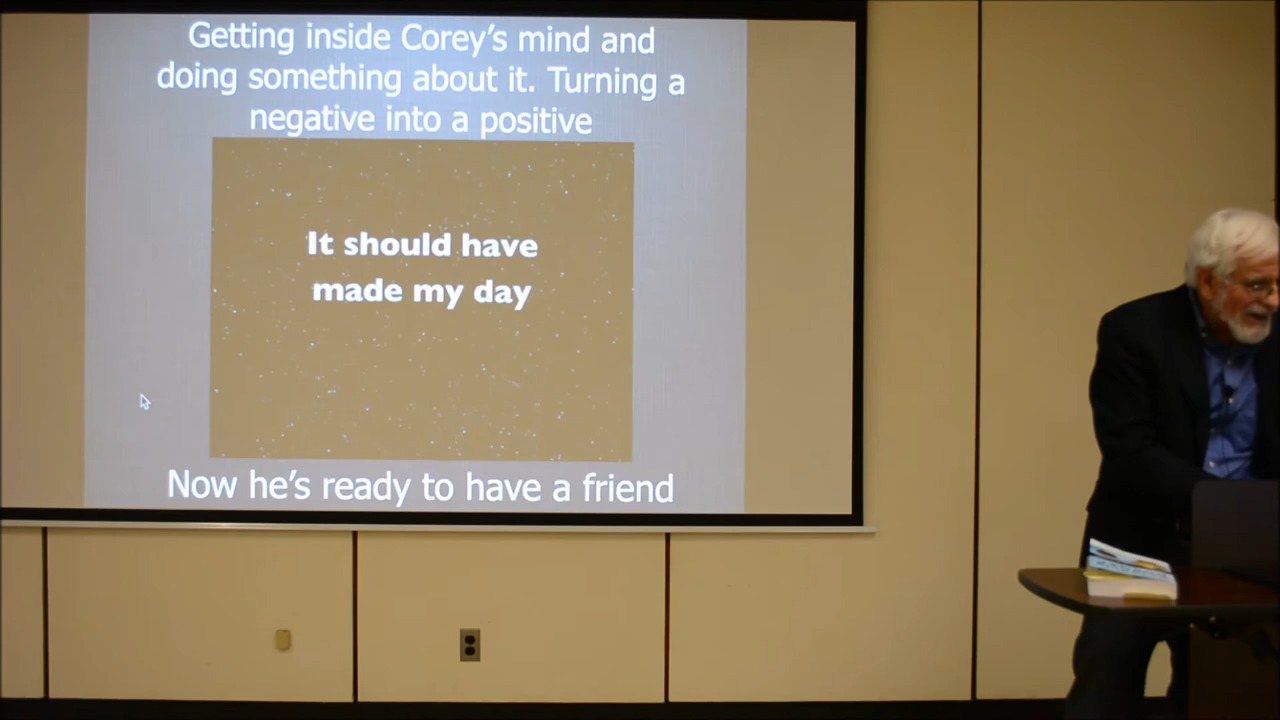 Getting inside Corey's mind and
doing something about it. Turning a
negative into a positive
It should have
made my day
Now he's ready to have a friend